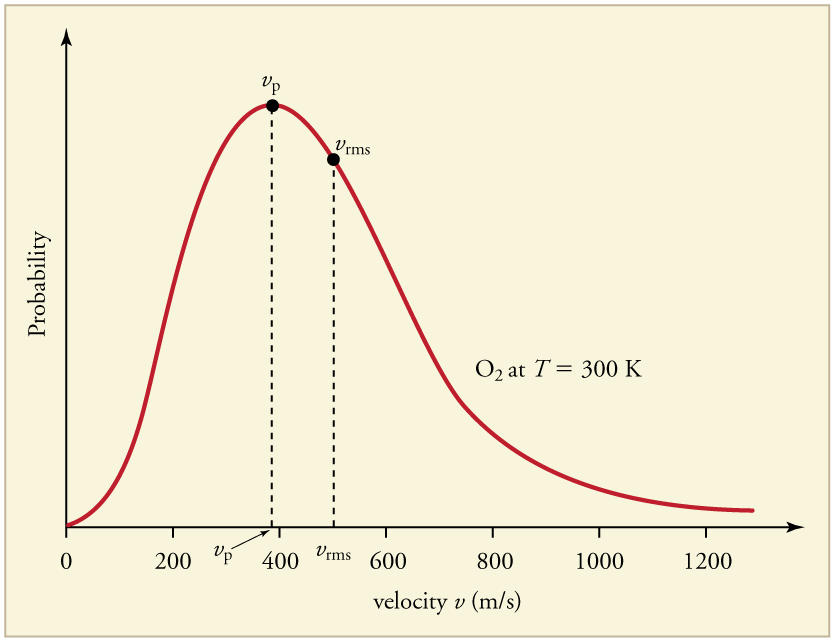 vp
vrms
Probability
O2 at T = 300 K
0 200 vp 400 vrms 600 800 1000 1200
velocity v (m/s)